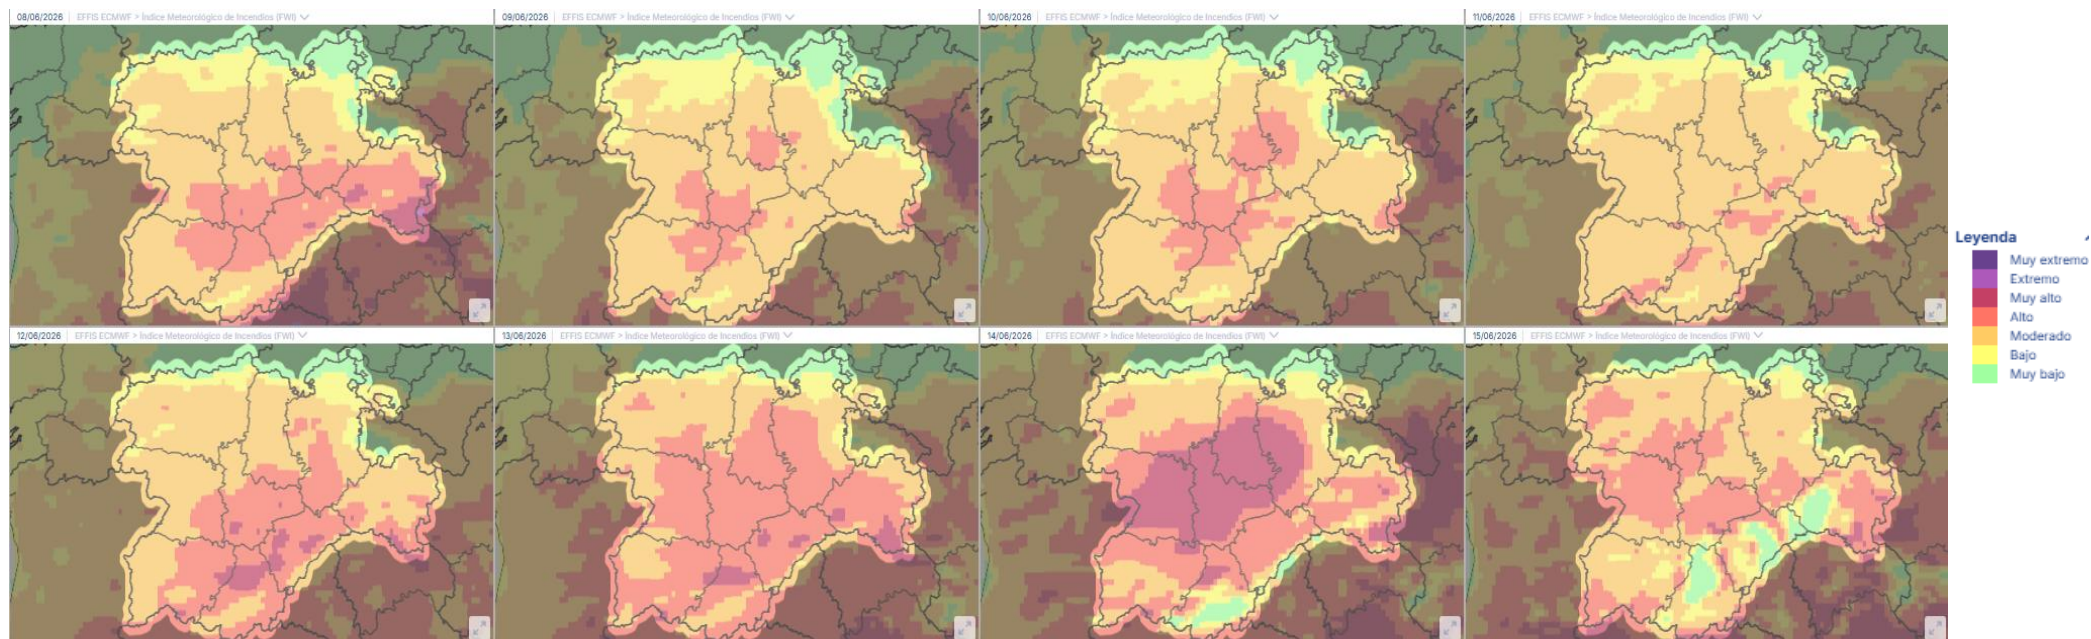 08/06/2026 EFFIS ECMWF > Índice Meteorológico de Incendios (FWI)
09/06/2026 EFFIS ECMWF > Índice Meteorológico de Incendios (FWI)
10/06/2026 EFFIS ECMWF > Índice Meteorológico de Incendios (FWI)
11/06/2026 EFFIS ECMWF > Índice Meteorológico de Incendios (FWI)
12/06/2026 EFFIS ECMWF > Índice Meteorológico de Incendios (FWI)
13/06/2026 EFFIS ECMWF > Índice Meteorológico de Incendios (FWI)
14/06/2026 EFFIS ECMWF > Índice Meteorológico de Incendios (FWI)
15/06/2026 EFFIS ECMWF > Índice Meteorológico de Incendios (FWI)
Leyenda
Muy extremo
Extremo
Muy alto
Alto
Moderado
Bajo
Muy bajo